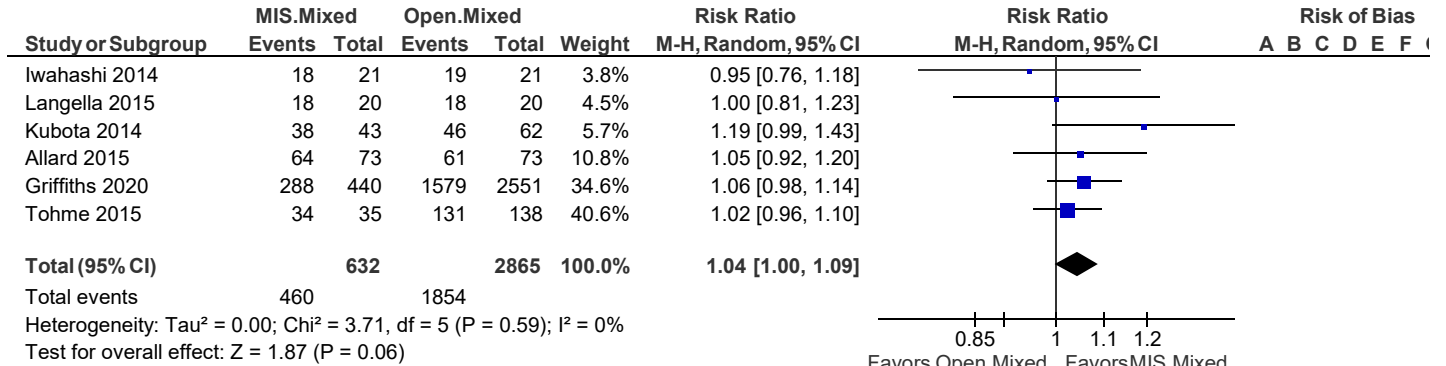 MIS.Mixed Open.Mixed Risk Ratio Risk Ratio Risk of Bias
Study or Subgroup Events Total Events Total Weight M-H, Random, 95% CI M-H, Random, 95% CI A B C D E F
Iwahashi 2014 18 21 19 21 3.8% 0.95 [0.76, 1.18]
Langella 2015 18 20 18 20 4.5% 1.00 [0.81, 1.23]
Kubota 2014 38 43 46 62 5.7% 1.19 [0.99, 1.43]
Allard 2015 64 73 61 73 10.8% 1.05 [0.92, 1.20]
Griffiths 2020 288 440 1579 2551 34.6% 1.06 [0.98, 1.14]
Tohme 2015 34 35 131 138 40.6% 1.02 [0.96, 1.10]
Total (95% CI) 632 2865 100.0% 1.04 [1.00, 1.09]
Total events 460 1854
Heterogeneity: Tau² = 0.00; Chi² = 3.71, df = 5 (P = 0.59); I² = 0%
Test for overall effect: Z = 1.87 (P = 0.06)
0.85 1 1.1 1.2
Favors Open.Mixed Favors MIS.Mixed